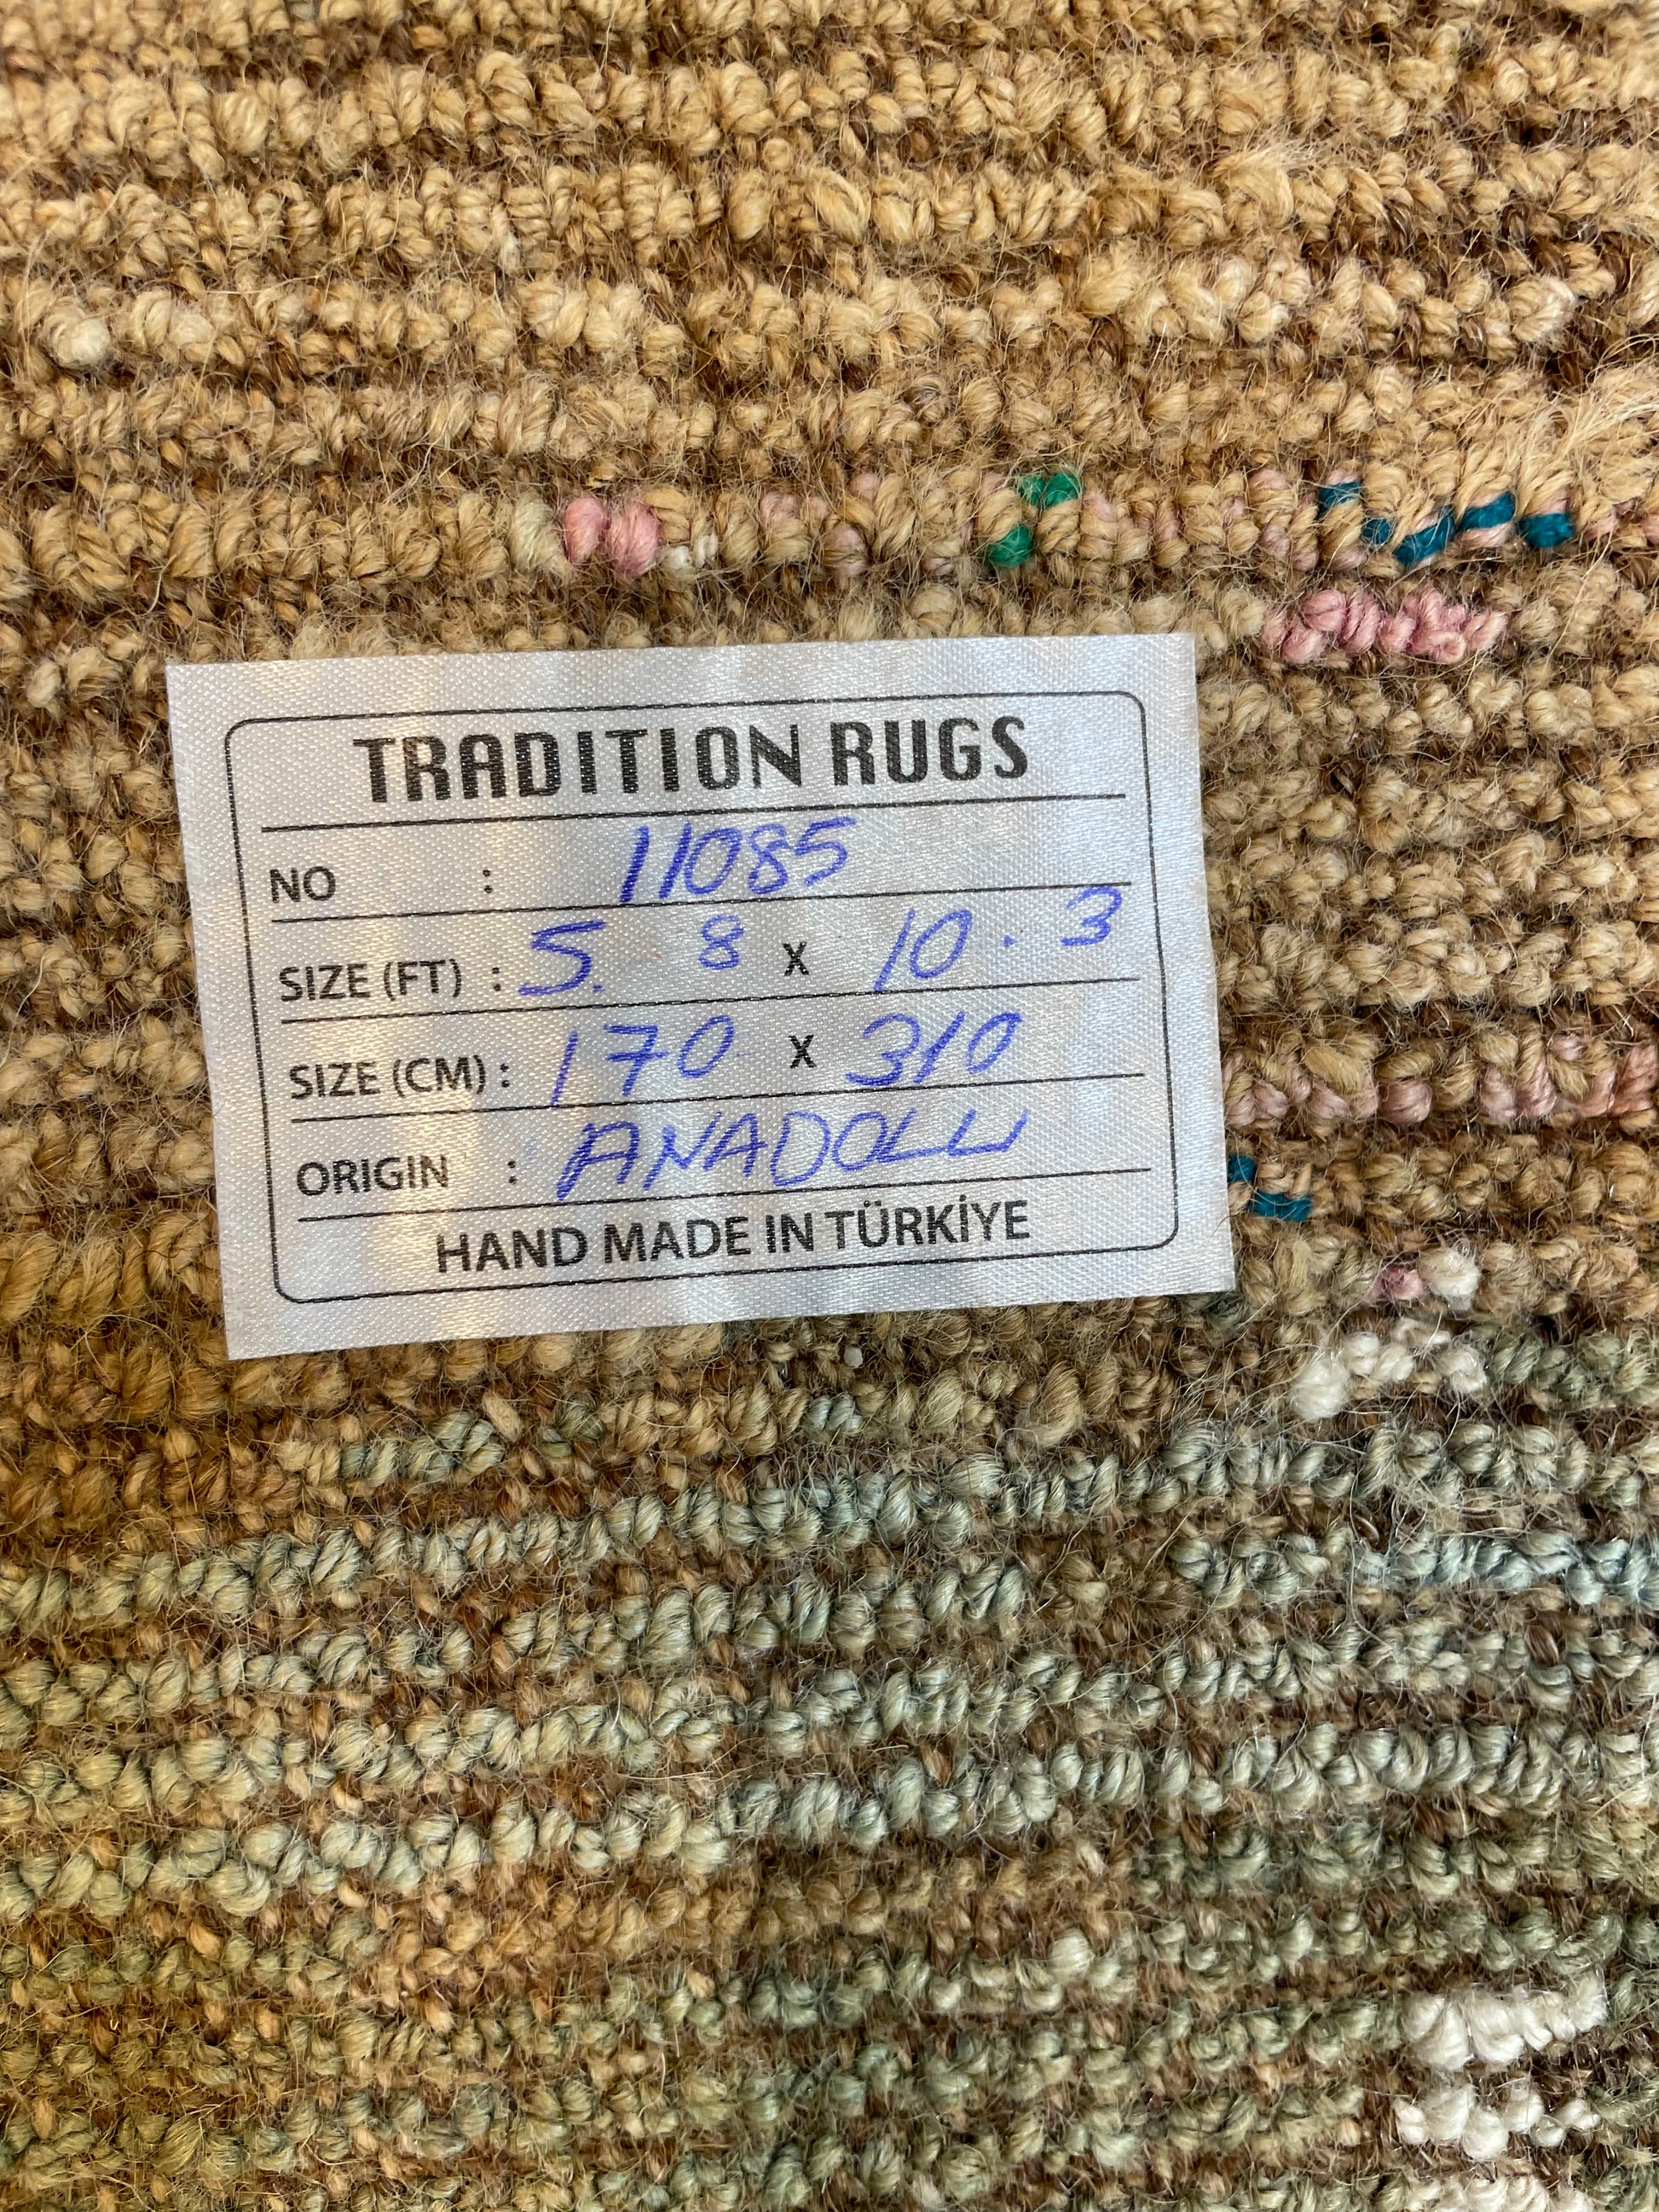 TRADITION RUGS
NO : 11085
SIZE (FT) : 5. 8 x 10. 3
SIZE (CM) : 170 x 310
ORIGIN : ANADOLU
HAND MADE IN TÜRKİYE